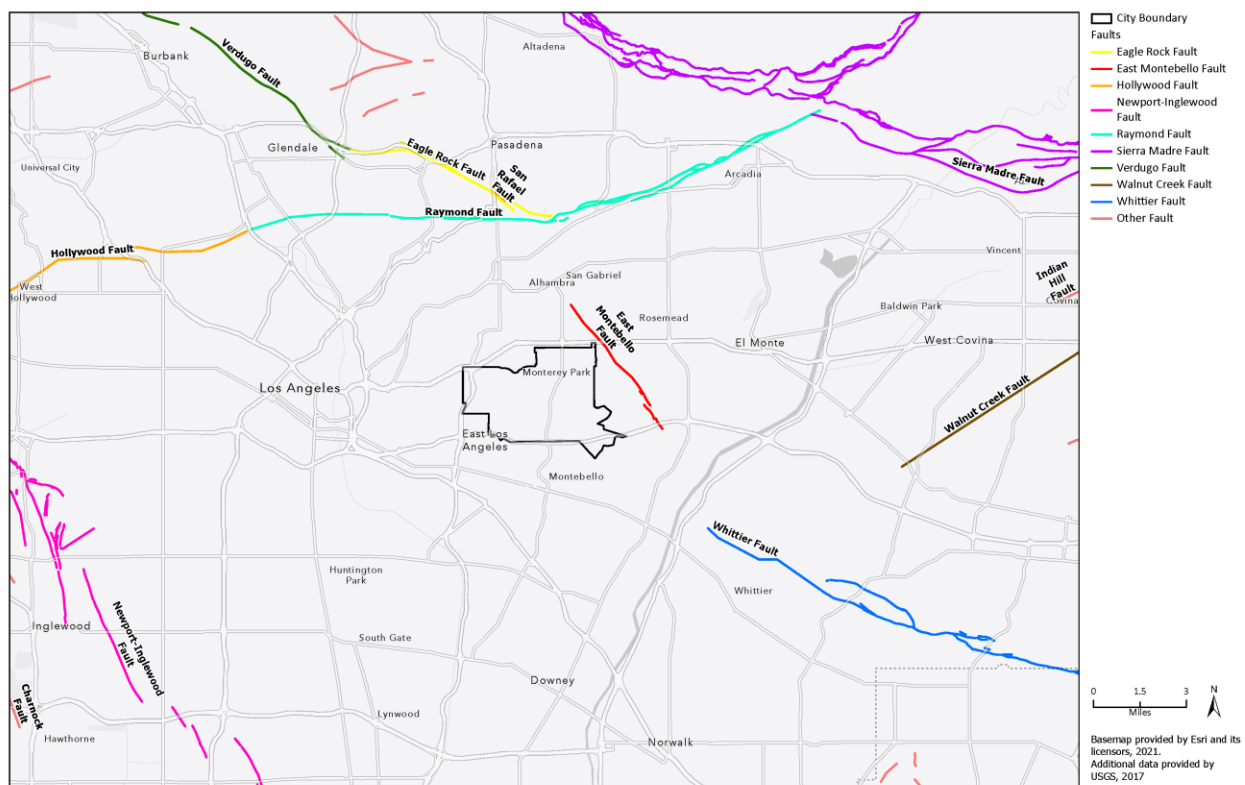 Altadena
Burbank
Verdugo Fault
Glendale
Pasadena
Eagle Rock Fault
San
Rafael
Fault
Universal City
Arcadia
Sierra Madre Fault
Raymond Fault
Hollywood Fault
Vincent
West
Hollywood
San Gabriel
Alhambra
Indian
Hill
Fault
Covina
Baldwin Park
Rosemead
East
Montebello
Fault
El Monte
West Covina
Monterey Park
Los Angeles
Walnut Creek Fault
East Los
Angeles
Montebello
Whittier Fault
Huntington
Park
Whittier
Inglewood
Newport-Inglewood
Fault
South Gate
Downey
Charnock
Fault
Lynwood
Hawthorne
Norwalk
City Boundary
Faults
Eagle Rock Fault
East Montebello Fault
Hollywood Fault
Newport-Inglewood
Fault
Raymond Fault
Sierra Madre Fault
Verdugo Fault
Walnut Creek Fault
Whittier Fault
Other Fault
0 1.5 3
Miles
N
Basemap provided by Esri and its
licensors, 2021.
Additional data provided by
USGS, 2017